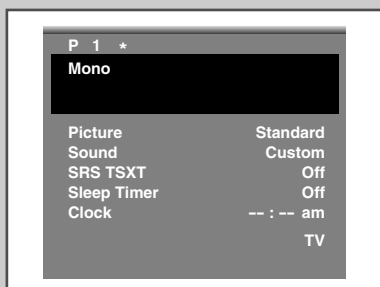 P 1 *
Mono
Picture Standard
Sound Custom
SRS TSXT Off
Sleep Timer Off
Clock -- : -- am
TV